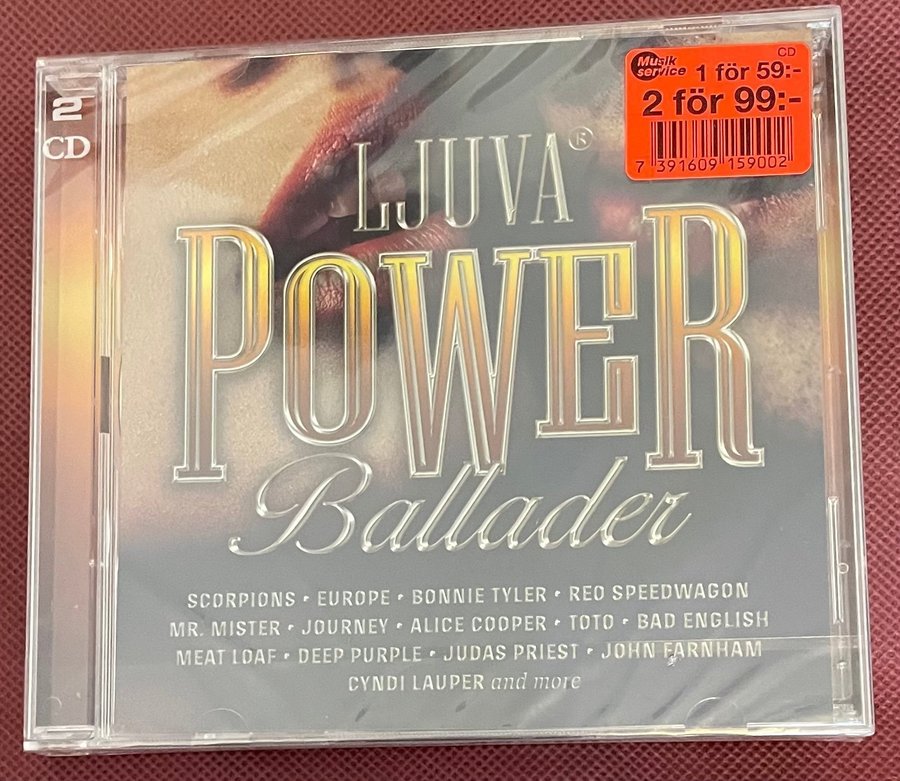 2
CD
Musik
service
CD
1 för 59:-
2 för 99:-
7 391609 159002
LJUVA®
POWER
Ballader
SCORPIONS • EUROPE • BONNIE TYLER • REO SPEEDWAGON
MR. MISTER • JOURNEY • ALICE COOPER • TOTO • BAD ENGLISH
MEAT LOAF • DEEP PURPLE • JUDAS PRIEST • JOHN FARNHAM
CYNDI LAUPER and more